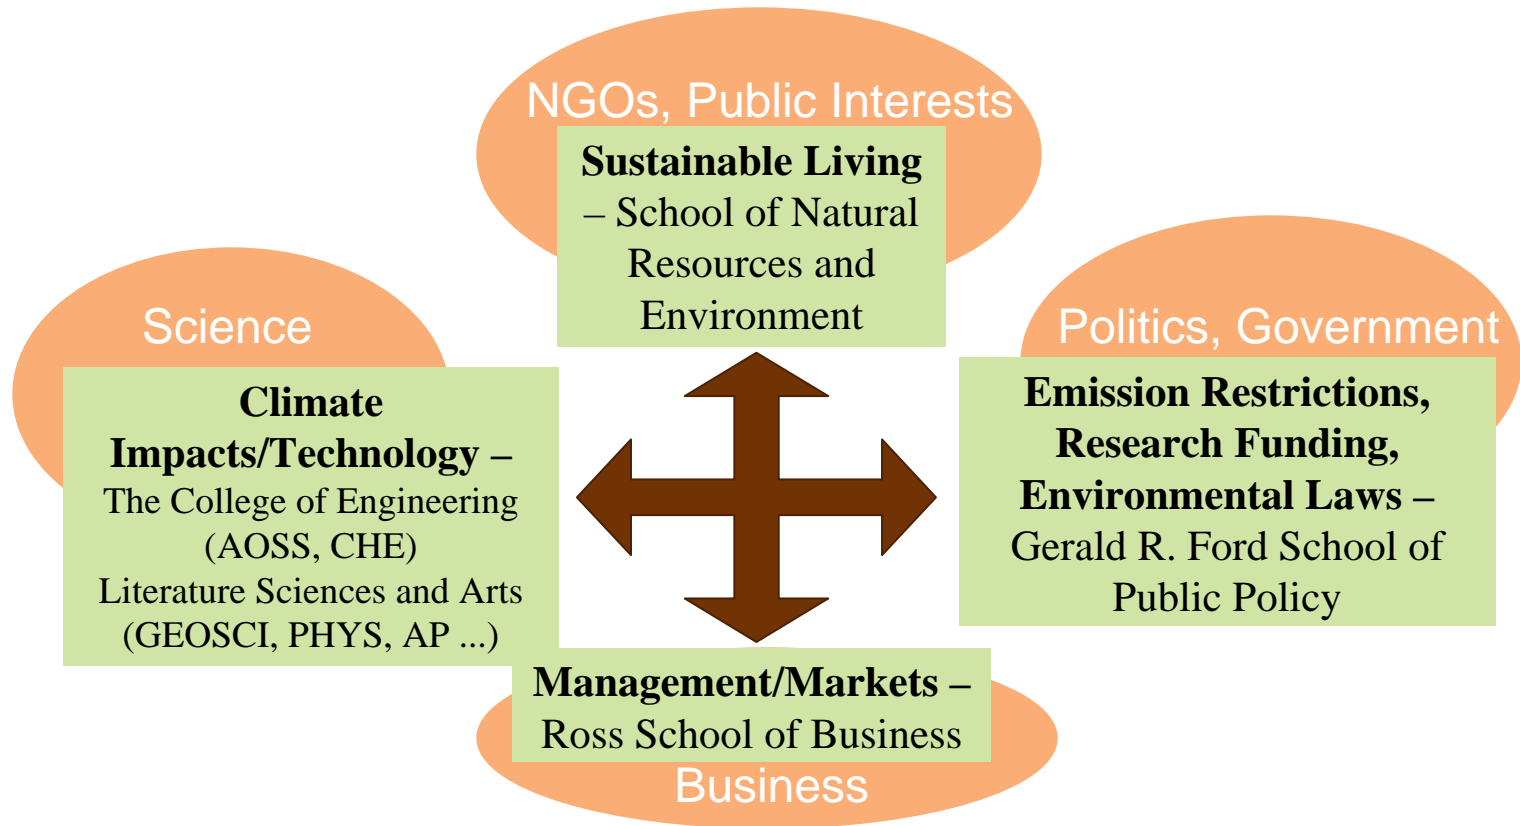 NGOs, Public Interests
Sustainable Living
– School of Natural
Resources and
Environment
Science
Climate
Impacts/Technology –
The College of Engineering
(AOSS, CHE)
Literature Sciences and Arts
(GEOSCI, PHYS, AP ...)
Politics, Government
Emission Restrictions,
Research Funding,
Environmental Laws –
Gerald R. Ford School of
Public Policy
Management/Markets –
Ross School of Business
Business